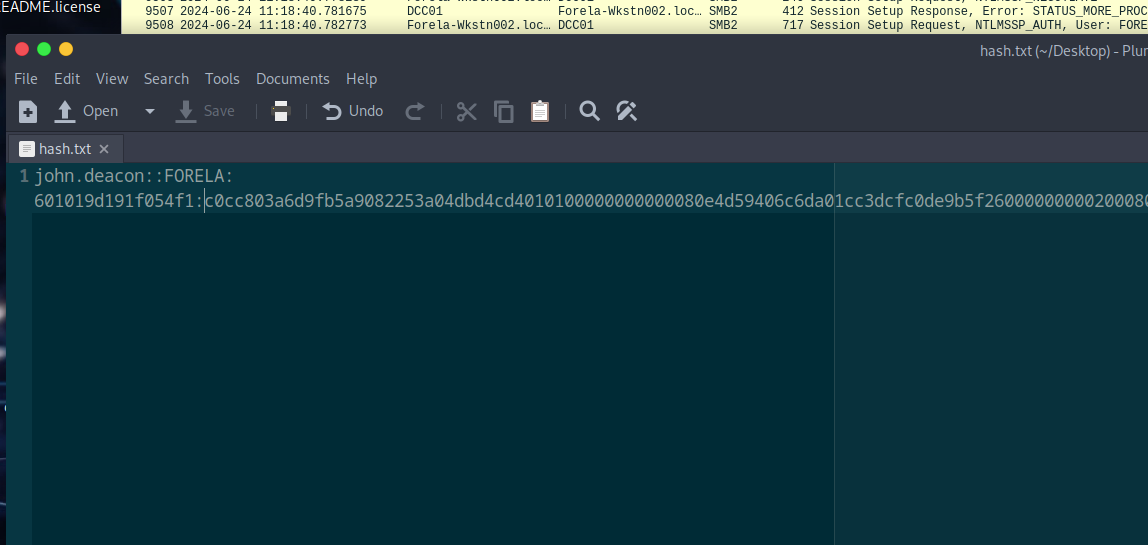 README.license
9507 2024-06-24 11:18:40.781675 DCC01 Forela-Wkstn002.loc… SMB2 412 Session Setup Response, Error: STATUS_MORE_PROC
9508 2024-06-24 11:18:40.782773 Forela-Wkstn002.loc… DCC01 SMB2 717 Session Setup Request, NTLMSSP_AUTH, User: FORE
hash.txt (~/Desktop) - Plu
File Edit View Search Tools Documents Help
Open Save Undo
hash.txt
1 john.deacon::FORELA:
601019d191f054f1:c0cc803a6d9fb5a9082253a04dbd4cd4010100000000000080e4d59406c6da01cc3dcfc0de9b5f2600000000020008